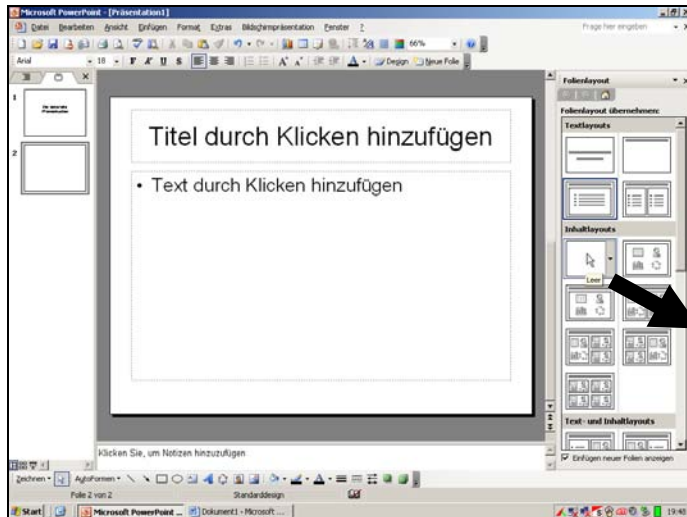 Microsoft PowerPoint - [Präsentation1]
Datei Bearbeiten Ansicht Einfügen Format Extras Bildschirmpräsentation Fenster ?
Frage hier eingeben
66%
Arial 18 F K U S Design Neue Folie
Folienlayout
Folienlayout übernehmen:
Textlayouts
1
2
Titel durch Klicken hinzufügen
• Text durch Klicken hinzufügen
Inhaltlayouts
Leer
Text- und Inhaltlayouts
Einfügen neuer Folien anzeigen
Klicken Sie, um Notizen hinzuzufügen
Zeichnen AutoFormen
Folie 2 von 2 Standarddesign
Start Microsoft PowerPoint ... Dokument1 - Microsoft ... 19:48